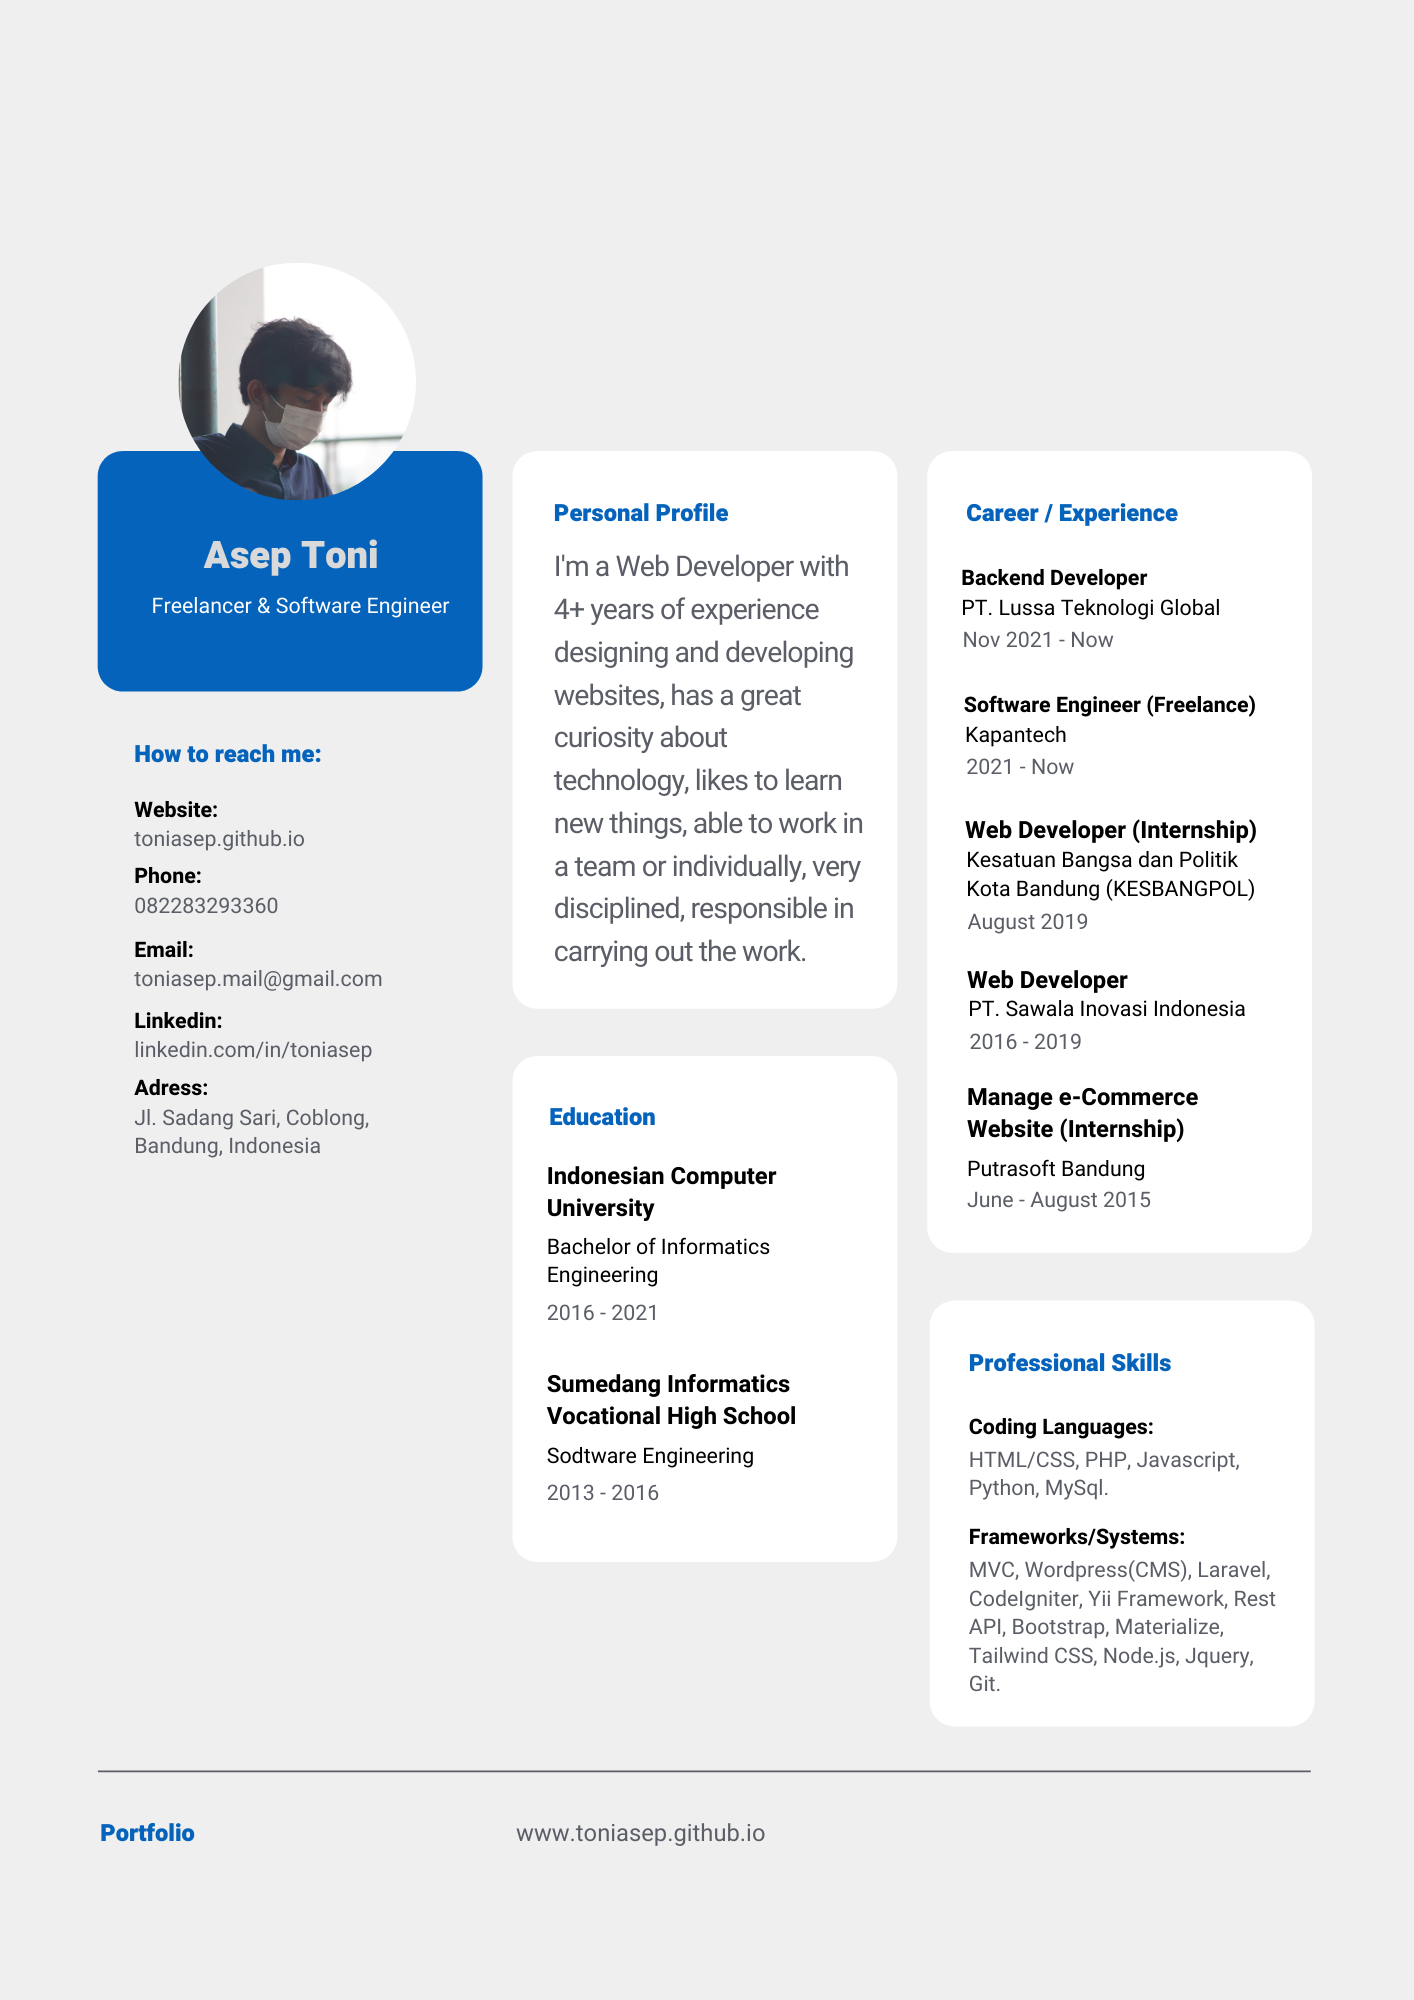 Asep Toni
Freelancer & Software Engineer
How to reach me:
Website:
toniasep.github.io
Phone:
082283293360
Email:
toniasep.mail@gmail.com
Linkedin:
linkedin.com/in/toniasep
Adress:
Jl. Sadang Sari, Coblong,
Bandung, Indonesia
Personal Profile
I'm a Web Developer with
4+ years of experience
designing and developing
websites, has a great
curiosity about
technology, likes to learn
new things, able to work in
a team or individually, very
disciplined, responsible in
carrying out the work.
Education
Indonesian Computer
University
Bachelor of Informatics
Engineering
2016 - 2021
Sumedang Informatics
Vocational High School
Sodtware Engineering
2013 - 2016
Career / Experience
Backend Developer
PT. Lussa Teknologi Global
Nov 2021 - Now
Software Engineer (Freelance)
Kapantech
2021 - Now
Web Developer (Internship)
Kesatuan Bangsa dan Politik
Kota Bandung (KESBANGPOL)
August 2019
Web Developer
PT. Sawala Inovasi Indonesia
2016 - 2019
Manage e-Commerce
Website (Internship)
Putrasoft Bandung
June - August 2015
Professional Skills
Coding Languages:
HTML/CSS, PHP, Javascript,
Python, MySql.
Frameworks/Systems:
MVC, Wordpress(CMS), Laravel,
CodeIgniter, Yii Framework, Rest
API, Bootstrap, Materialize,
Tailwind CSS, Node.js, Jquery,
Git.
Portfolio
www.toniasep.github.io